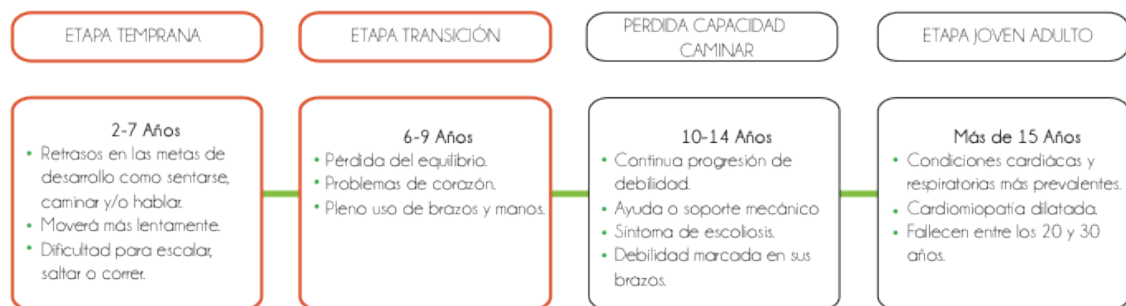 ETAPA TEMPRANA
ETAPA TRANSICIÓN
PERDIDA CAPACIDAD
CAMINAR
ETAPA JOVEN ADULTO
2-7 Años
• Retrasos en las metas de
desarrollo como sentarse,
caminar y/o hablar.
• Moverá más lentamente.
• Dificultad para escalar,
saltar o correr.
6-9 Años
• Pérdida del equilibrio.
• Problemas de corazón.
• Pleno uso de brazos y manos.
10-14 Años
• Continua progresión de
debilidad.
• Ayuda o soporte mecánico
• Síntoma de escoliosis.
• Debilidad marcada en sus
brazos.
Más de 15 Años
• Condiciones cardiácas y
respiratorias más prevalentes.
• Cardiomiopatía dilatada.
• Fallecen entre los 20 y 30
años.